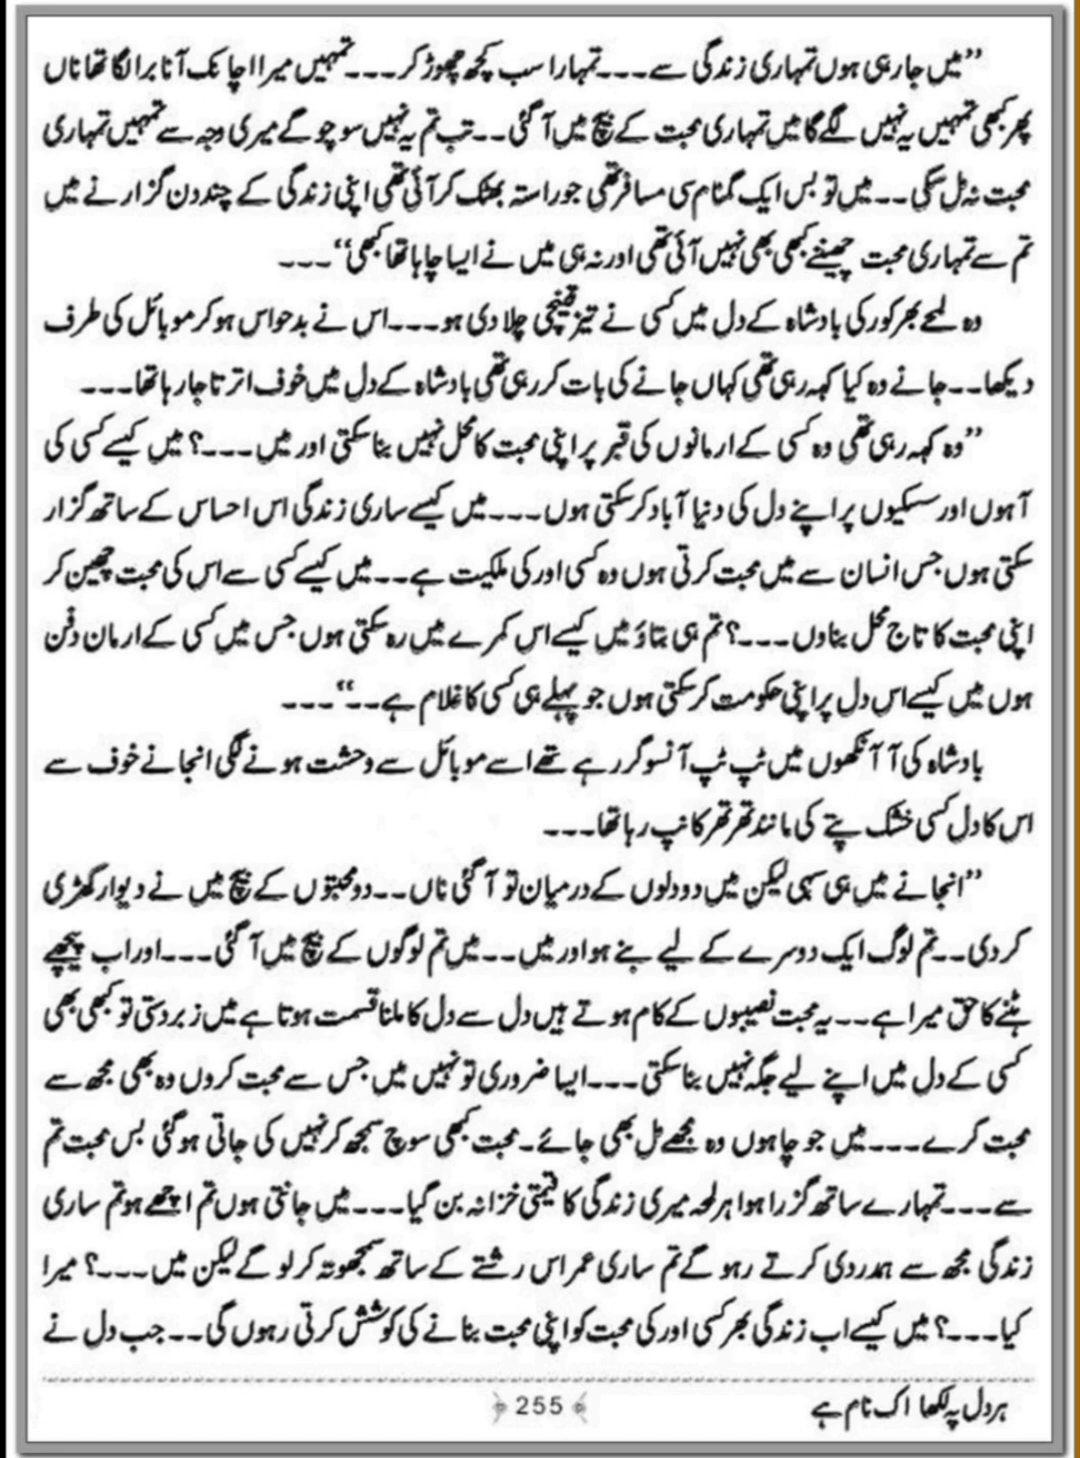 ”میں جا رہی ہوں تمہاری زندگی سے۔۔۔تمہارا سب کچھ چھوڑ کر۔۔۔تمہیں میرا اچانک آنا برا لگا تھا ناں
پھر کبھی تمہیں یہ نہیں لگے گا میں تمہاری محبت کے بیچ میں آ گئی۔۔تب تم یہ نہیں سوچو گے میری وجہ سے تمہیں تمہاری
محبت نہ مل سکی۔۔میں تو بس ایک گمنام سی مسافر تھی جو راستہ بھٹک کر آئی تھی اپنی زندگی کے چند دن گزارنے میں
تم سے تمہاری محبت چھیننے کبھی بھی نہیں آئی تھی اور نہ ہی میں نے ایسا چاہا تھا کبھی“۔۔۔
وہ لمحے بھر کو رکی بادشاہ کے دل میں کسی نے تیز قینچی چلا دی ہو۔۔۔اس نے بدحواس ہو کر موبائل کی طرف
دیکھا۔۔جانے وہ کیا کہہ رہی تھی کہاں جانے کی بات کر رہی تھی بادشاہ کے دل میں خوف اترتا جا رہا تھا۔۔۔
”وہ کہہ رہی تھی وہ کسی کے ارمانوں کی قبر پر اپنی محبت کا محل نہیں بنا سکتی اور میں۔۔۔؟ میں کیسے کسی کی
آہوں اور سسکیوں پر اپنے دل کی دنیا آباد کر سکتی ہوں۔۔۔میں کیسے ساری زندگی اس احساس کے ساتھ گزار
سکتی ہوں جس انسان سے میں محبت کرتی ہوں وہ کسی اور کی ملکیت ہے۔۔میں کیسے کسی سے اس کی محبت چھین کر
اپنی محبت کا تاج محل بنادوں۔۔۔؟ تم ہی بتاؤ میں کیسے اس کمرے میں رہ سکتی ہوں جس میں کسی کے ارمان دفن
ہوں میں کیسے اس دل پر اپنی حکومت کر سکتی ہوں جو پہلے ہی کسی کا غلام ہے۔۔“۔۔۔
بادشاہ کی آ آنکھوں میں ٹپ ٹپ آنسو گر رہے تھے اسے موبائل سے وحشت ہونے لگی انجانے خوف سے
اس کا دل کسی خشک پتے کی مانند تھر تھر کانپ رہا تھا۔۔۔
”انجانے میں ہی سہی لیکن میں دو دلوں کے درمیان تو آ گئی ناں۔۔دو محبتوں کے بیچ میں نے دیوار کھڑی
کر دی۔۔تم لوگ ایک دوسرے کے لیے بنے ہو اور میں۔۔میں تم لوگوں کے بیچ میں آ گئی۔۔۔اور اب پیچھے
ہٹنے کا حق میرا ہے۔۔یہ محبت نصیبوں کے کام ہوتے ہیں دل سے دل کا ملنا قسمت ہوتا ہے میں زبردستی تو کبھی بھی
کسی کے دل میں اپنے لیے جگہ نہیں بنا سکتی۔۔۔ایسا ضروری تو نہیں میں جس سے محبت کروں وہ بھی مجھ سے
محبت کرے۔۔۔میں جو چاہوں وہ مجھے مل بھی جائے۔محبت کبھی سوچ سمجھ کر نہیں کی جاتی ہو گئی بس محبت تم
سے۔۔۔تمہارے ساتھ گزرا ہوا ہر لمحہ میری زندگی کا قیمتی خزانہ بن گیا۔۔۔میں جانتی ہوں تم اچھے ہو تم ساری
زندگی مجھ سے ہمدردی کرتے رہو گے تم ساری عمر اس رشتے کے ساتھ سمجھوتہ کر لو گے لیکن میں۔۔۔؟ میرا
کیا۔۔۔؟ میں کیسے اب زندگی بھر کسی اور کی محبت کو اپنی محبت بنانے کی کوشش کرتی رہوں گی۔۔جب دل نے
ہر دل پہ لکھا اک نام ہے
255